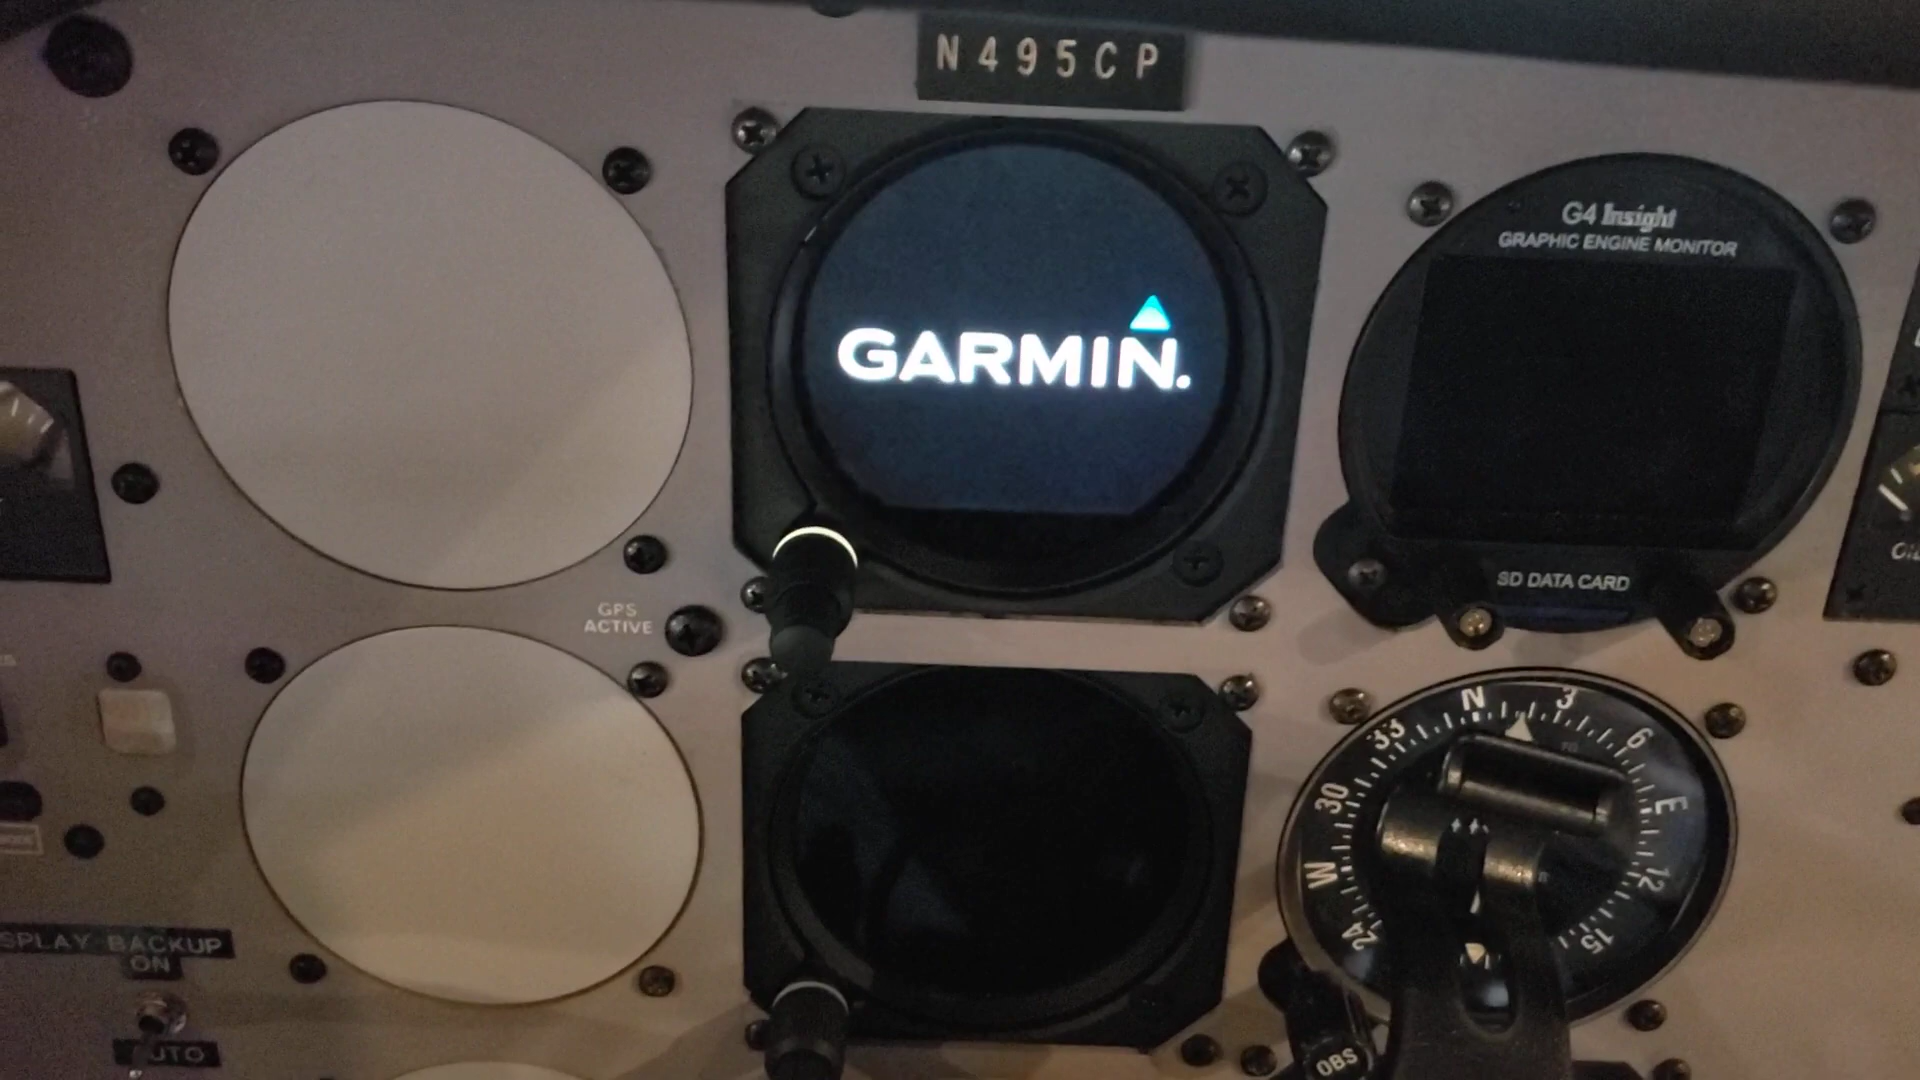 N495CP
G4 Insight
GRAPHIC ENGINE MONITOR
GARMIN.
SD DATA CARD
GPS
ACTIVE
N
3
33
6
30
E
W
12
24
15
SPLAY BACKUP
ON
AUTO
OBS